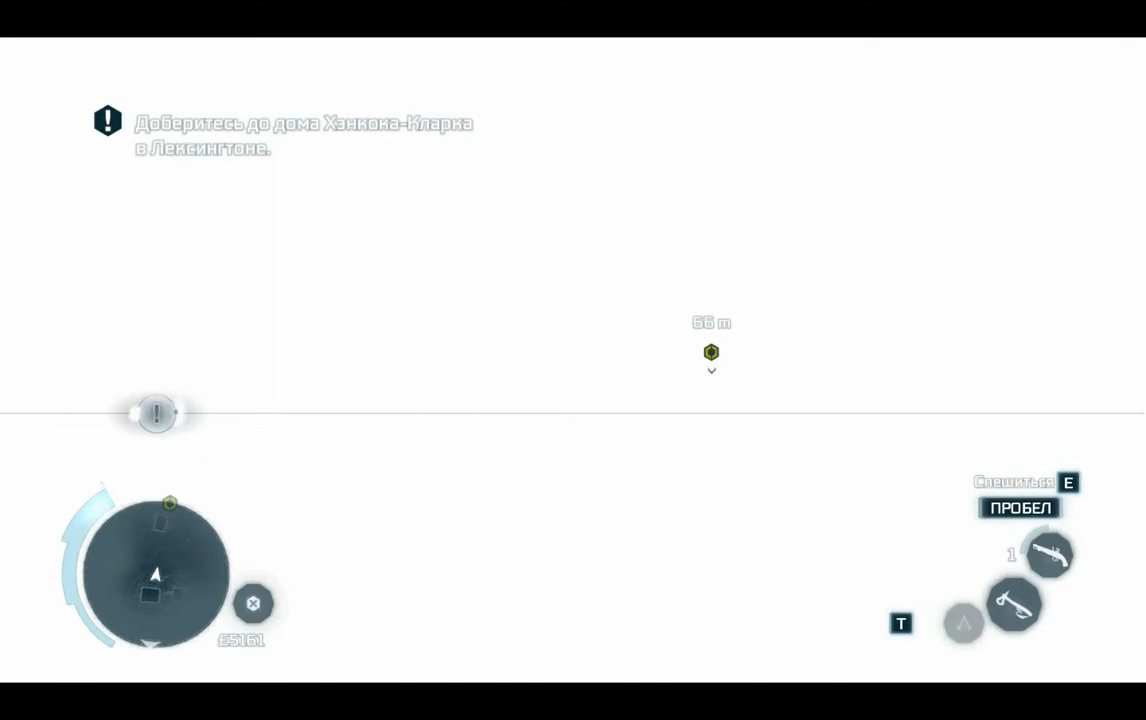 Доберитесь до дома Хэнкока-Кларка
в Лексингтоне.
66 m
Спешиться E
ПРОБЕЛ
1
T
£5161